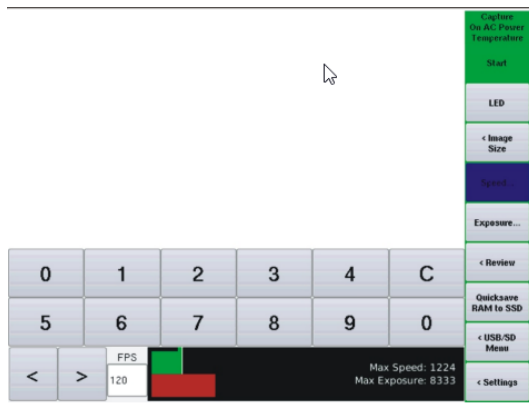 Capture
On AC Power
Temperature
Start
LED
< Image
Size
Speed...
Exposure...
< Review
Quicksave
RAM to SSD
< USB/SD
Menu
< Settings
0 1 2 3 4 C
5 6 7 8 9 0
< > FPS
120
Max Speed: 1224
Max Exposure: 8333